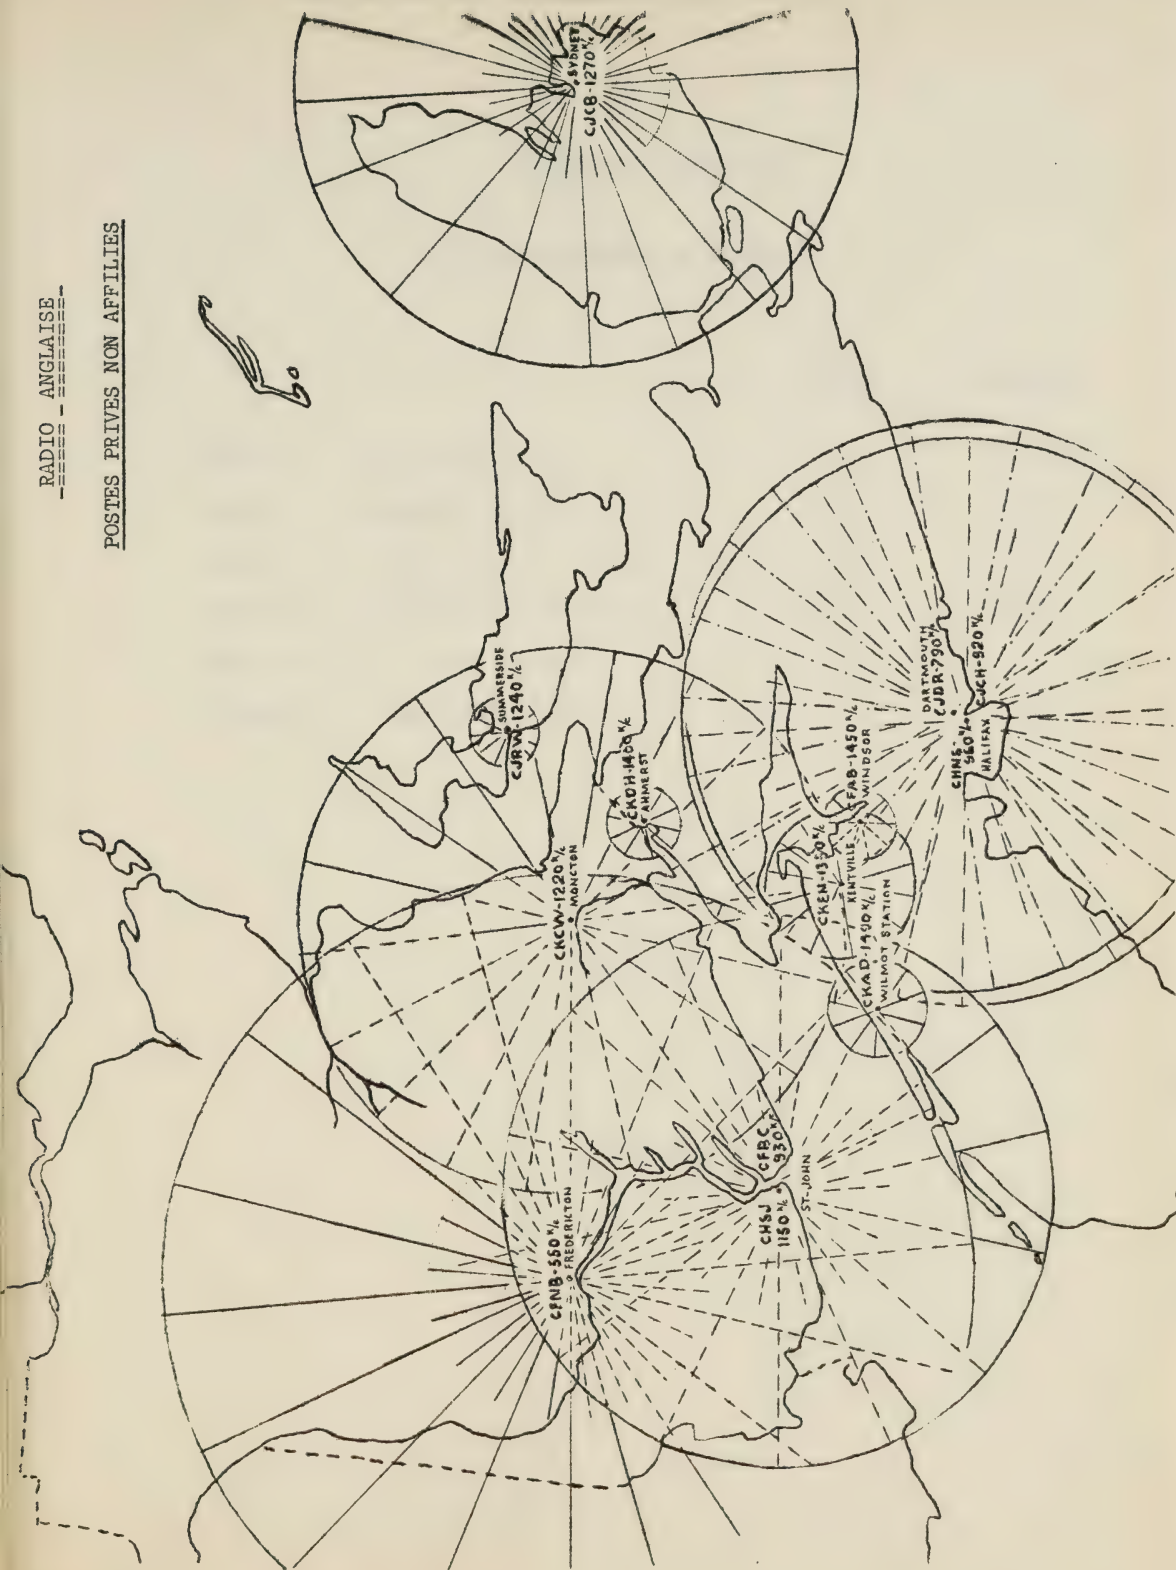 RADIO ANGLAISE
POSTES PRIVES NON AFFILIES
SYDNEY
CJCB-1270 K/c
SUMMERSIDE
CJRW-1240 K/c
CKDH-1400 K/c
AHMERST
CKCW-1220 K/c
MONCTON
DARTMOUTH
CJDR-790 K/c
CJCH-920 K/c
CHNS-
960 K/c
HALIFAX
CFAB-1450 K/c
WINDSOR
CKEN-1350 K/c
KENTVILLE
CKAD-1490 K/c
WILMOT STATION
CFBC
930 K/c
CHSJ
1150 K/c
ST-JOHN
CFNB-550 K/c
FREDERICTON